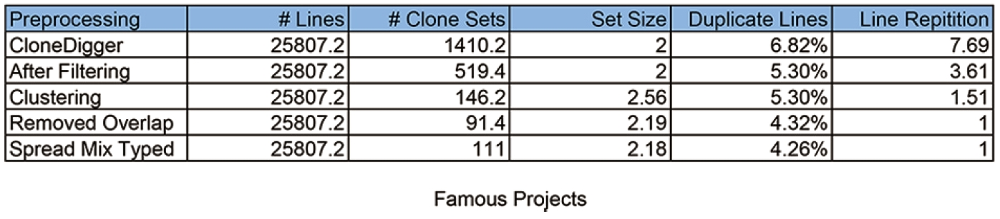 Preprocessing # Lines # Clone Sets Set Size Duplicate Lines Line Repitition
CloneDigger 25807.2 1410.2 2 6.82% 7.69
After Filtering 25807.2 519.4 2 5.30% 3.61
Clustering 25807.2 146.2 2.56 5.30% 1.51
Removed Overlap 25807.2 91.4 2.19 4.32% 1
Spread Mix Typed 25807.2 111 2.18 4.26% 1
Famous Projects